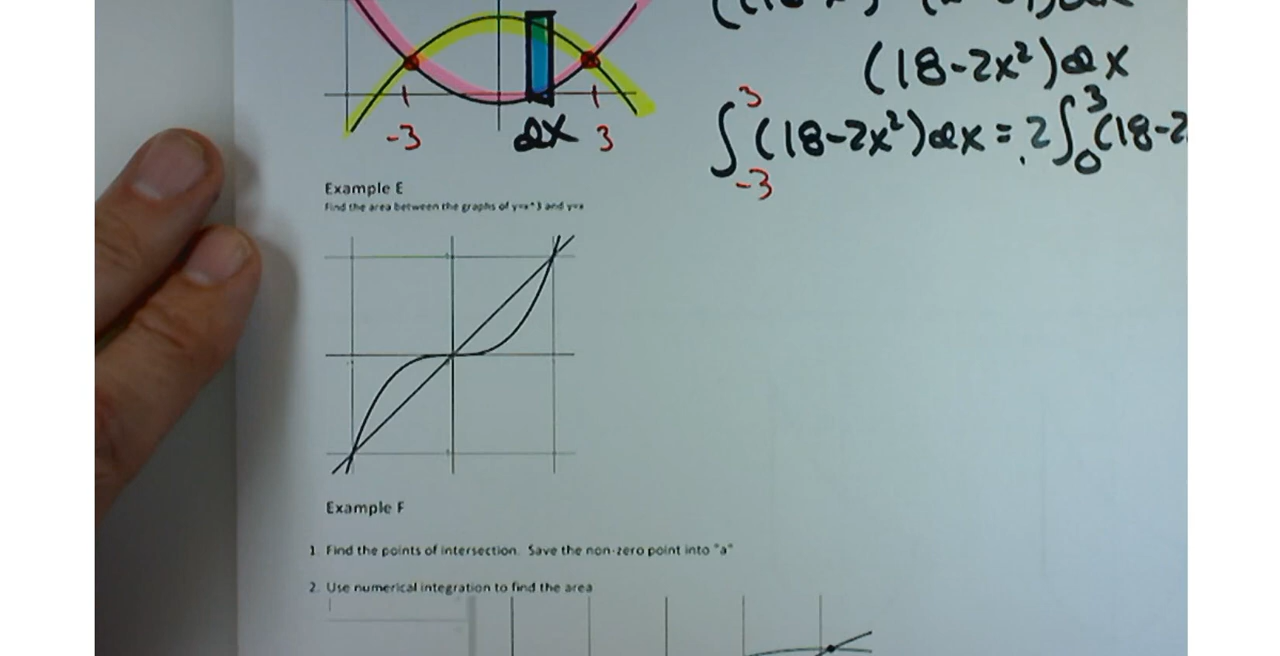 (18-2x²)dx
∫₋₃³(18-2x²)dx = 2∫₀³(18-2
-3
dx
3
Example E
Find the area between the graphs of y=x^3 and y=x
Example F
1. Find the points of intersection. Save the non-zero point into "a"
2. Use numerical integration to find the area